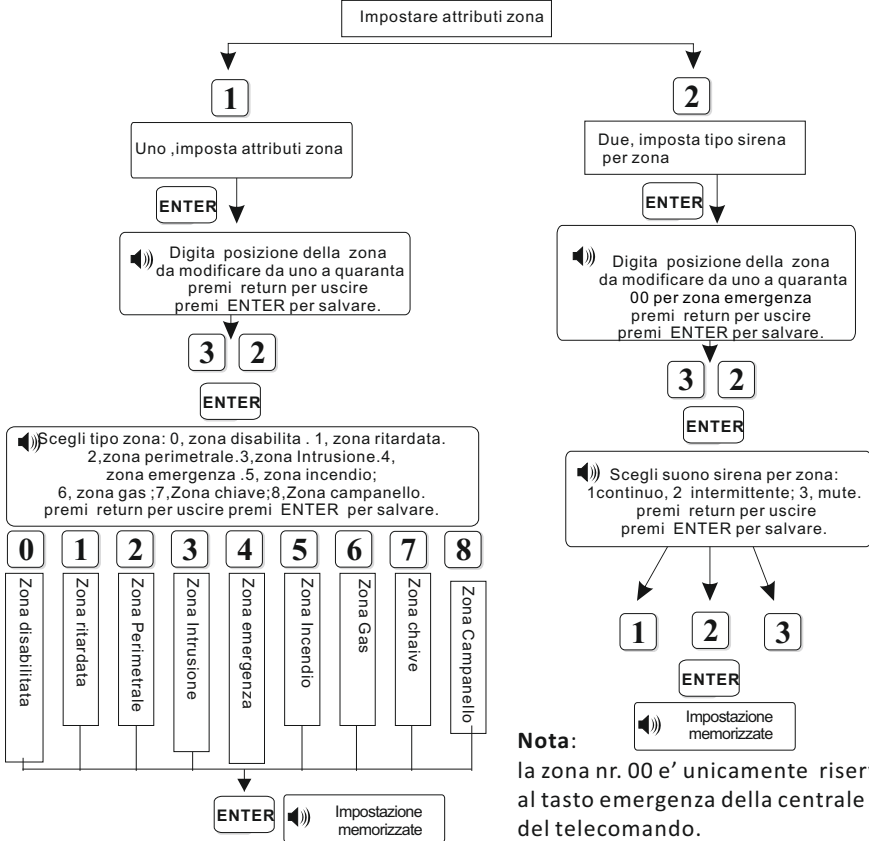 Impostare attributi zona
1
Uno ,imposta attributi zona
ENTER
Digita posizione della zona
da modificare da uno a quaranta
premi return per uscire
premi ENTER per salvare.
3 2
ENTER
Scegli tipo zona: 0, zona disabilita . 1, zona ritardata.
2,zona perimetrale.3,zona Intrusione.4,
zona emergenza .5, zona incendio;
6, zona gas ;7,Zona chiave;8,Zona campanello.
premi return per uscire premi ENTER per salvare.
0 1 2 3 4 5 6 7 8
Zona disabilitata
Zona ritardata
Zona Perimetrale
Zona Intrusione
Zona emergenza
Zona Incendio
Zona Gas
Zona chaive
Zona Campanello
ENTER
Impostazione
memorizzate
2
Due, imposta tipo sirena
per zona
ENTER
Digita posizione della zona
da modificare da uno a quaranta
00 per zona emergenza
premi return per uscire
premi ENTER per salvare.
3 2
ENTER
Scegli suono sirena per zona:
1continuo, 2 intermittente; 3, mute.
premi return per uscire
premi ENTER per salvare.
1 2 3
ENTER
Impostazione
memorizzate
Nota:
la zona nr. 00 e' unicamente
al tasto emergenza della centrale
del telecomando.